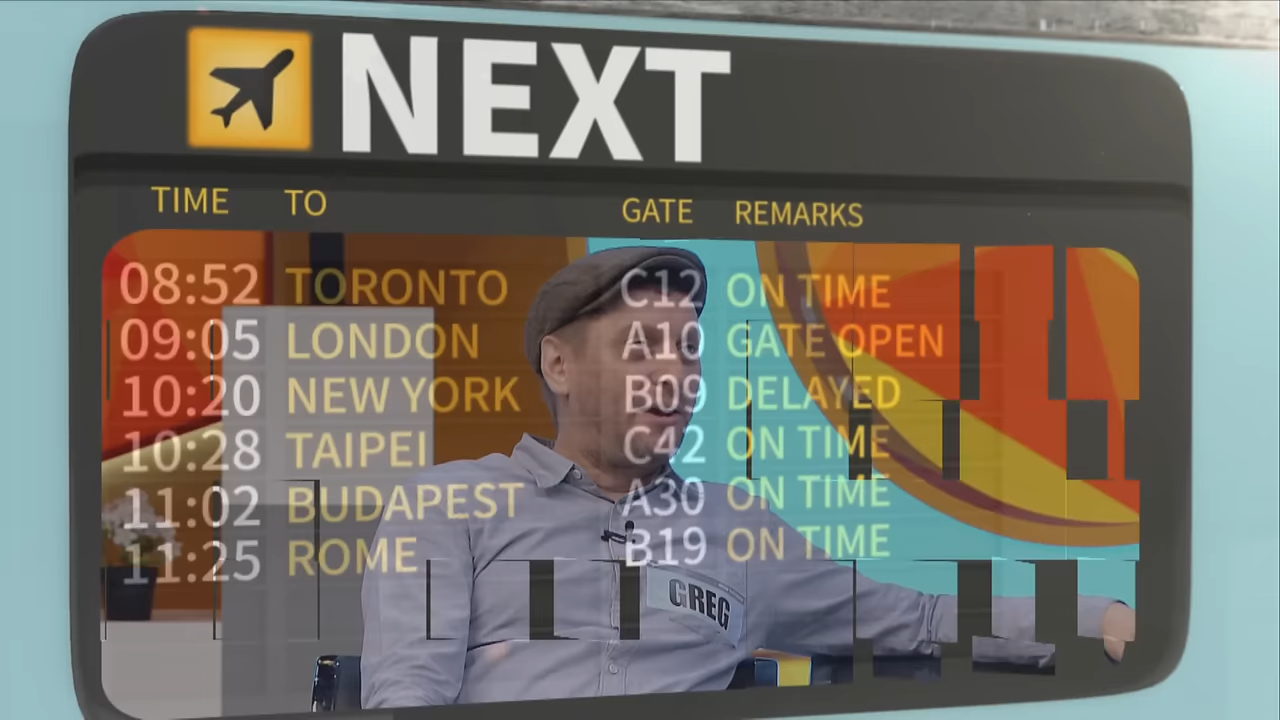 NEXT
TIME TO GATE REMARKS
08:52 TORONTO C12 ON TIME
09:05 LONDON A10 GATE OPEN
10:20 NEW YORK B09 DELAYED
10:28 TAIPEI C42 ON TIME
11:02 BUDAPEST A30 ON TIME
11:25 ROME B19 ON TIME
GREG